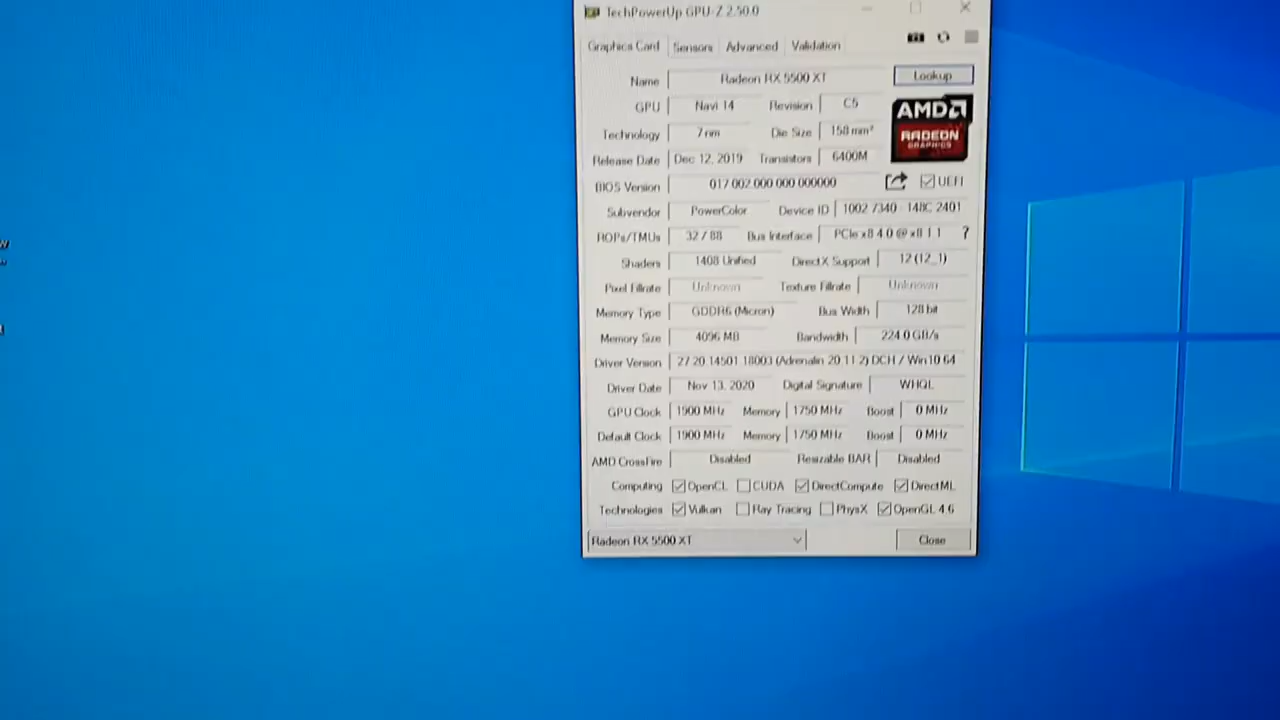 TechPowerUp GPU-Z 2.50.0
Graphics Card Sensors Advanced Validation
Name Radeon RX 5500 XT Lookup
GPU Navi 14 Revision C5
AMD
RADEON
GRAPHICS
Technology 7 nm Die Size 158 mm²
Release Date Dec 12, 2019 Transistors 6400M
BIOS Version 017.002.000.000.000000 UEFI
Subvendor PowerColor Device ID 1002 7340 - 148C 2401
ROPs/TMUs 32 / 88 Bus Interface PCIe x8 4.0 @ x8 1.1 ?
Shaders 1408 Unified DirectX Support 12 (12_1)
Pixel Fillrate Unknown Texture Fillrate Unknown
Memory Type GDDR6 (Micron) Bus Width 128 bit
Memory Size 4096 MB Bandwidth 224.0 GB/s
Driver Version 27.20.14501.18003 (Adrenalin 20.11.2) DCH / Win10 64
Driver Date Nov 13, 2020 Digital Signature WHQL
GPU Clock 1900 MHz Memory 1750 MHz Boost 0 MHz
Default Clock 1900 MHz Memory 1750 MHz Boost 0 MHz
AMD CrossFire Disabled Resizable BAR Disabled
Computing OpenCL CUDA DirectCompute DirectML
Technologies Vulkan Ray Tracing PhysX OpenGL 4.6
Radeon RX 5500 XT Close